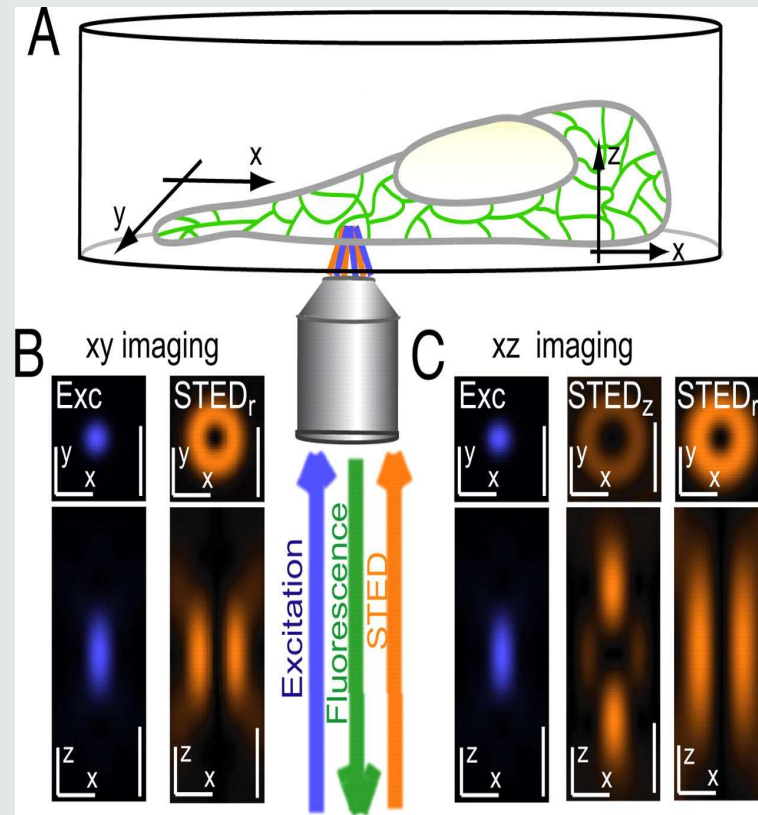 A
x
y
z
x
B
xy imaging
Exc
STEDr
y
x
y
x
z
x
z
x
Excitation
Fluorescence
STED
C
xz imaging
Exc
STEDz
STEDr
y
x
y
x
y
x
z
x
z
x
z
x